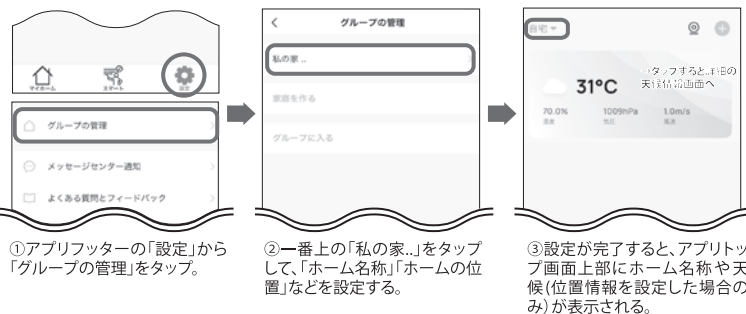 マイホーム
スマート
設定
グループの管理
メッセージセンター通知
よくある質問とフィードバック
①アプリフッターの「設定」から
「グループの管理」をタップ。
グループの管理
私の家 ..
家庭を作る
グループに入る
②一番上の「私の家..」をタップ
して、「ホーム名称」「ホームの位
置」などを設定する。
自宅
31°C
タップすると、詳細の
天候情報画面へ
70.0%
1009hPa
1.0m/s
湿度
気圧
風速
③設定が完了すると、アプリトッ
プ画面上部にホーム名称や天
候(位置情報を設定した場合の
み)が表示される。